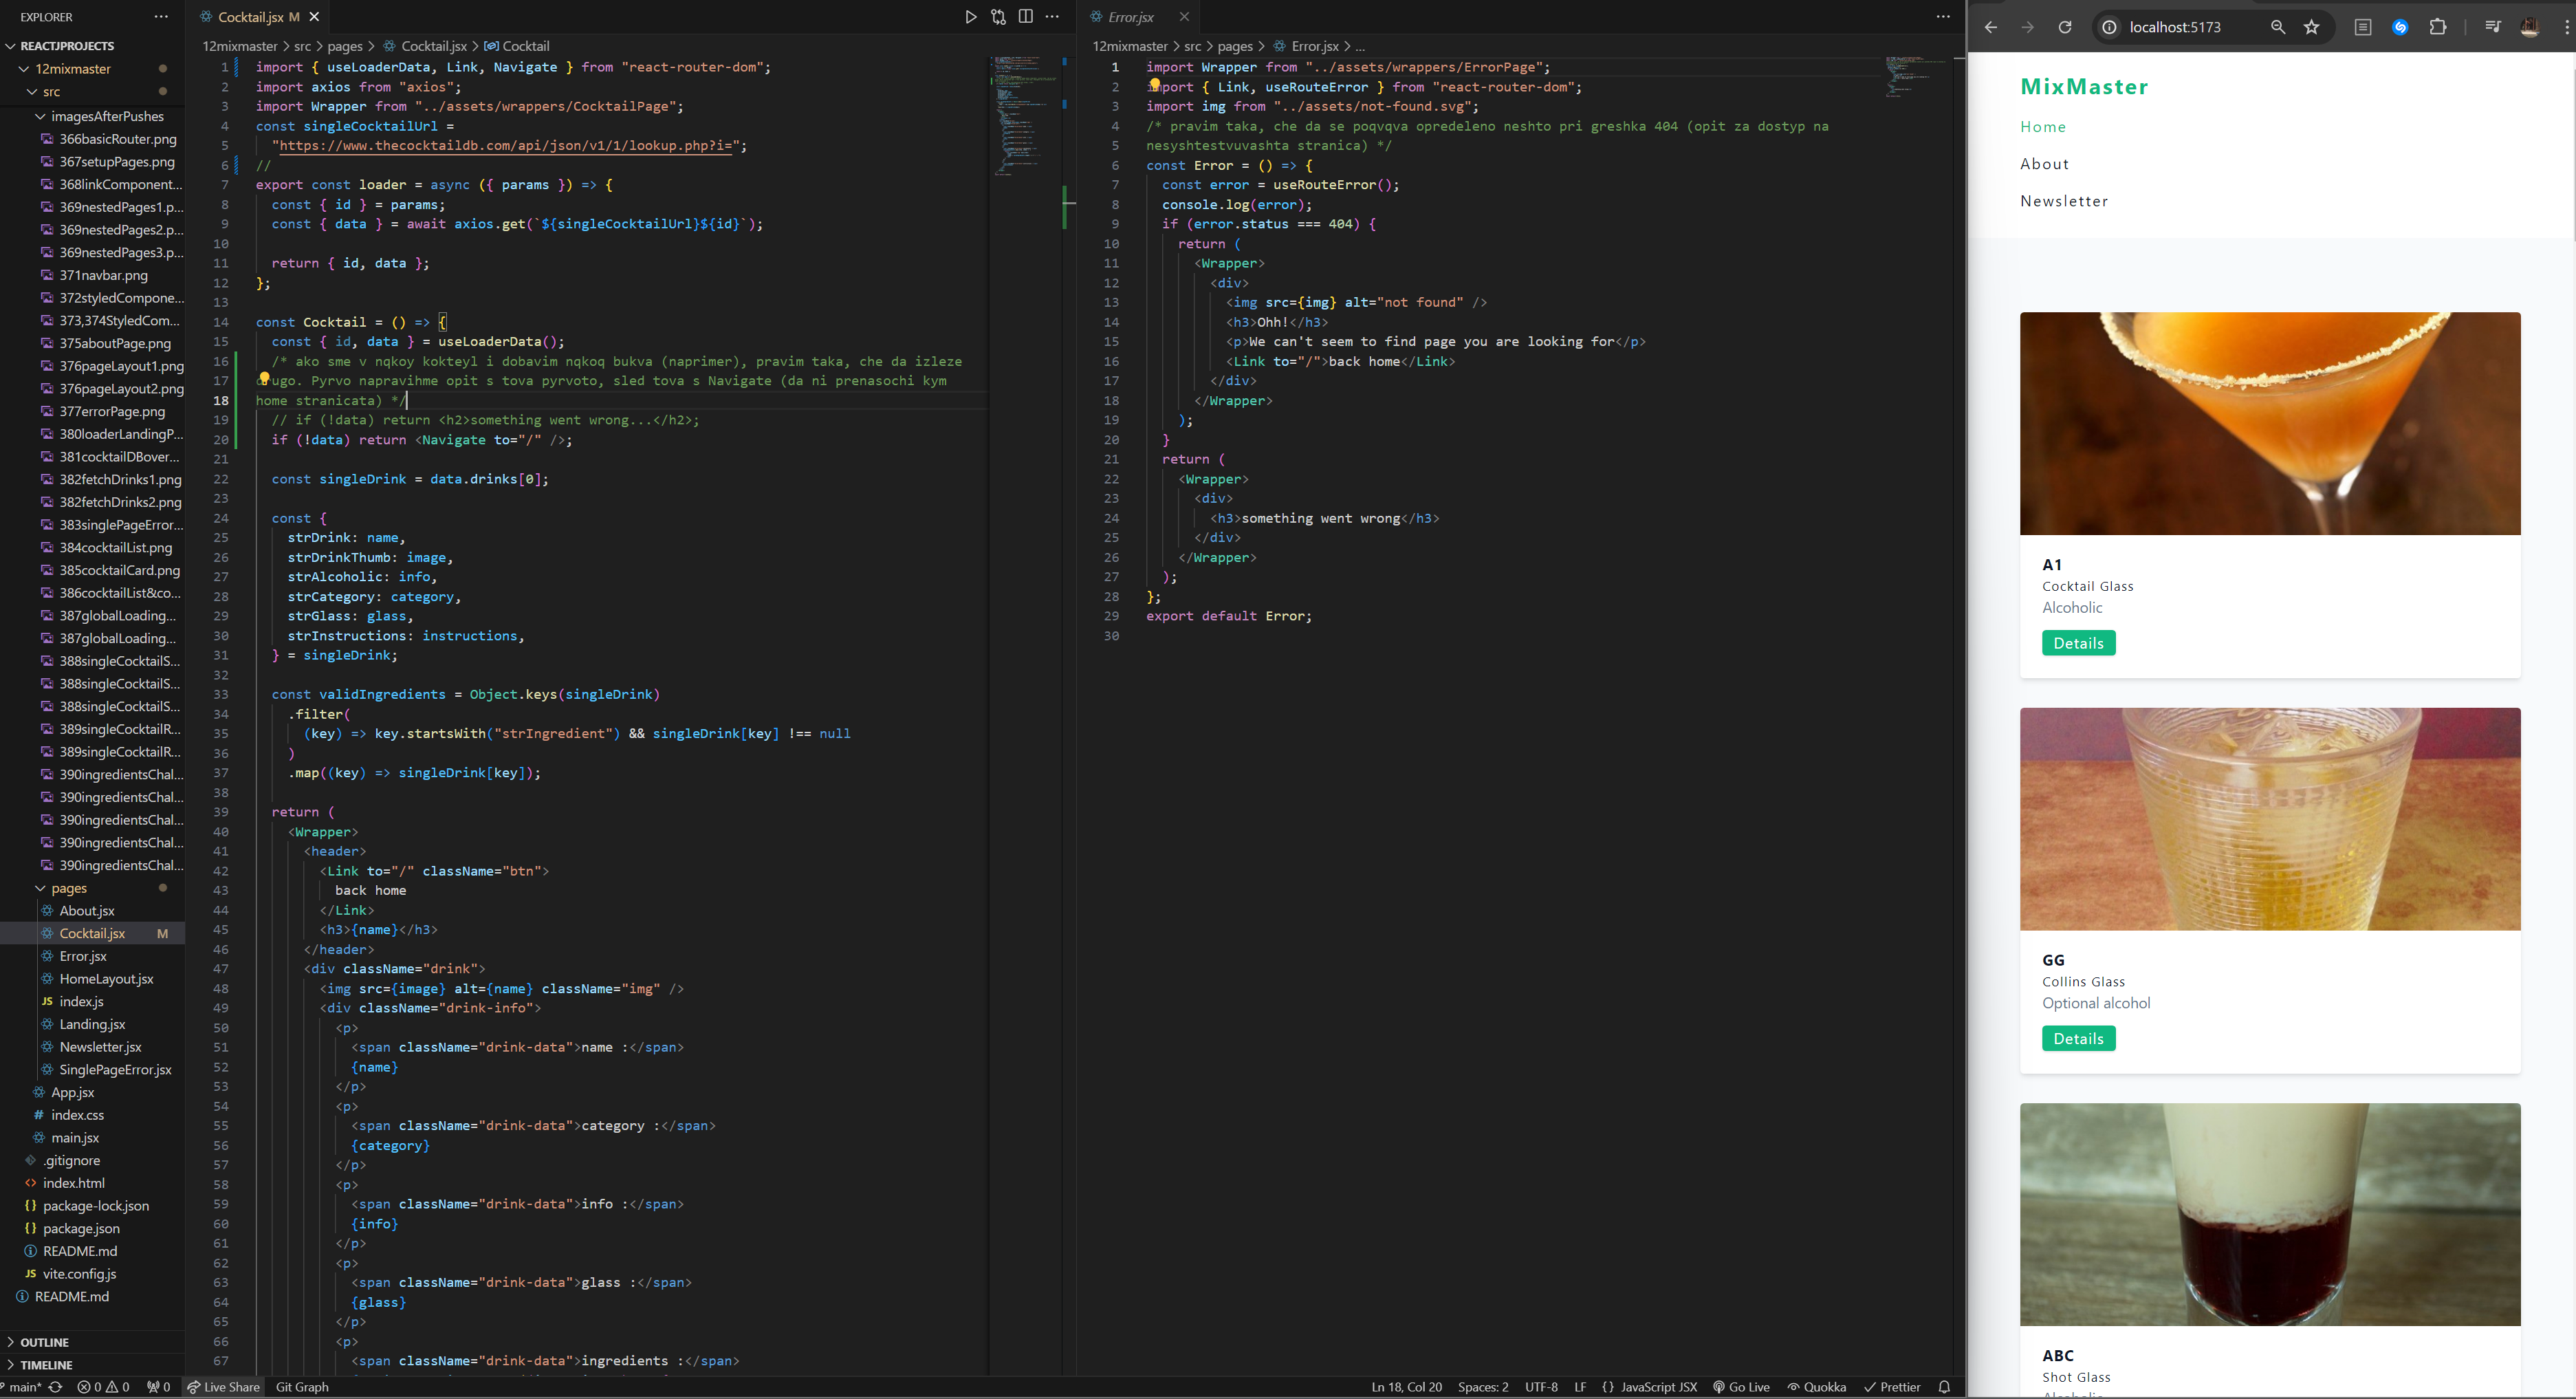 EXPLORER
REACTJPROJECTS
12mixmaster
src
imagesAfterPushes
366basicRouter.png
367setupPages.png
368linkComponent...
369nestedPages1.p...
369nestedPages2.p...
369nestedPages3.p...
371navbar.png
372styledCompone...
373,374StyledCom...
375aboutPage.png
376pageLayout1.png
376pageLayout2.png
377errorPage.png
380loaderLandingP...
381cocktailDBover...
382fetchDrinks1.png
382fetchDrinks2.png
383singlePageError...
384cocktailList.png
385cocktailCard.png
386cocktailList&co...
387globalLoading...
387globalLoading...
388singleCocktailS...
388singleCocktailS...
388singleCocktailS...
389singleCocktailR...
389singleCocktailR...
390ingredientsChal...
390ingredientsChal...
390ingredientsChal...
390ingredientsChal...
390ingredientsChal...
pages
About.jsx
Cocktail.jsx M
Error.jsx
HomeLayout.jsx
JS index.js
Landing.jsx
Newsletter.jsx
SinglePageError.jsx
App.jsx
# index.css
main.jsx
.gitignore
<> index.html
{} package-lock.json
{} package.json
README.md
JS vite.config.js
README.md
OUTLINE
TIMELINE
Cocktail.jsx M
12mixmaster > src > pages > Cocktail.jsx > Cocktail
1 import { useLoaderData, Link, Navigate } from "react-router-dom";
2 import axios from "axios";
3 import Wrapper from "../assets/wrappers/CocktailPage";
4 const singleCocktailUrl =
5 "https://www.thecocktaildb.com/api/json/v1/1/lookup.php?i=";
6 //
7 export const loader = async ({ params }) => {
8 const { id } = params;
9 const { data } = await axios.get(`${singleCocktailUrl}${id}`);
10
11 return { id, data };
12 };
13
14 const Cocktail = () => {
15 const { id, data } = useLoaderData();
16 /* ako sme v nqkoy kokteyl i dobavim nqkoq bukva (naprimer), pravim taka, che da izleze
17 drugo. Pyrvo napravihme opit s tova pyrvoto, sled tova s Navigate (da ni prenasochi kym
18 home stranicata) */
19 // if (!data) return <h2>something went wrong...</h2>;
20 if (!data) return <Navigate to="/" />;
21
22 const singleDrink = data.drinks[0];
23
24 const {
25 strDrink: name,
26 strDrinkThumb: image,
27 strAlcoholic: info,
28 strCategory: category,
29 strGlass: glass,
30 strInstructions: instructions,
31 } = singleDrink;
32
33 const validIngredients = Object.keys(singleDrink)
34 .filter(
35 (key) => key.startsWith("strIngredient") && singleDrink[key] !== null
36 )
37 .map((key) => singleDrink[key]);
38
39 return (
40 <Wrapper>
41 <header>
42 <Link to="/" className="btn">
43 back home
44 </Link>
45 <h3>{name}</h3>
46 </header>
47 <div className="drink">
48 <img src={image} alt={name} className="img" />
49 <div className="drink-info">
50 <p>
51 <span className="drink-data">name :</span>
52 {name}
53 </p>
54 <p>
55 <span className="drink-data">category :</span>
56 {category}
57 </p>
58 <p>
59 <span className="drink-data">info :</span>
60 {info}
61 </p>
62 <p>
63 <span className="drink-data">glass :</span>
64 {glass}
65 </p>
66 <p>
67 <span className="drink-data">ingredients :</span>
Error.jsx
12mixmaster > src > pages > Error.jsx > ...
1 import Wrapper from "../assets/wrappers/ErrorPage";
2 import { Link, useRouteError } from "react-router-dom";
3 import img from "../assets/not-found.svg";
4 /* pravim taka, che da se poqvqva opredeleno neshto pri greshka 404 (opit za dostyp na
5 nesyshtestvuvashta stranica) */
6 const Error = () => {
7 const error = useRouteError();
8 console.log(error);
9 if (error.status === 404) {
10 return (
11 <Wrapper>
12 <div>
13 <img src={img} alt="not found" />
14 <h3>Ohh!</h3>
15 <p>We can't seem to find page you are looking for</p>
16 <Link to="/">back home</Link>
17 </div>
18 </Wrapper>
19 );
20 }
21 return (
22 <Wrapper>
23 <div>
24 <h3>something went wrong</h3>
25 </div>
26 </Wrapper>
27 );
28 };
29 export default Error;
30
main* 0 0 0 Live Share Git Graph
Ln 18, Col 20 Spaces: 2 UTF-8 LF {} JavaScript JSX Go Live Quokka Prettier
localhost:5173
MixMaster
Home
About
Newsletter
A1
Cocktail Glass
Alcoholic
Details
GG
Collins Glass
Optional alcohol
Details
ABC
Shot Glass
Alcoholic